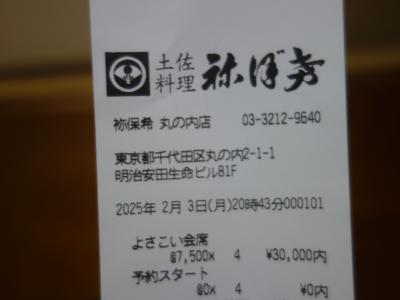 土佐料理 祢ぼ希
祢保希 丸の内店 03-3212-9640
東京都千代田区丸の内2-1-1
明治安田生命ビルB1F
2025年 2月 3日(月)20時43分000101
よさこい会席
@7,500x 4 ¥30,000内
予約スタート
@0x 4 ¥0内